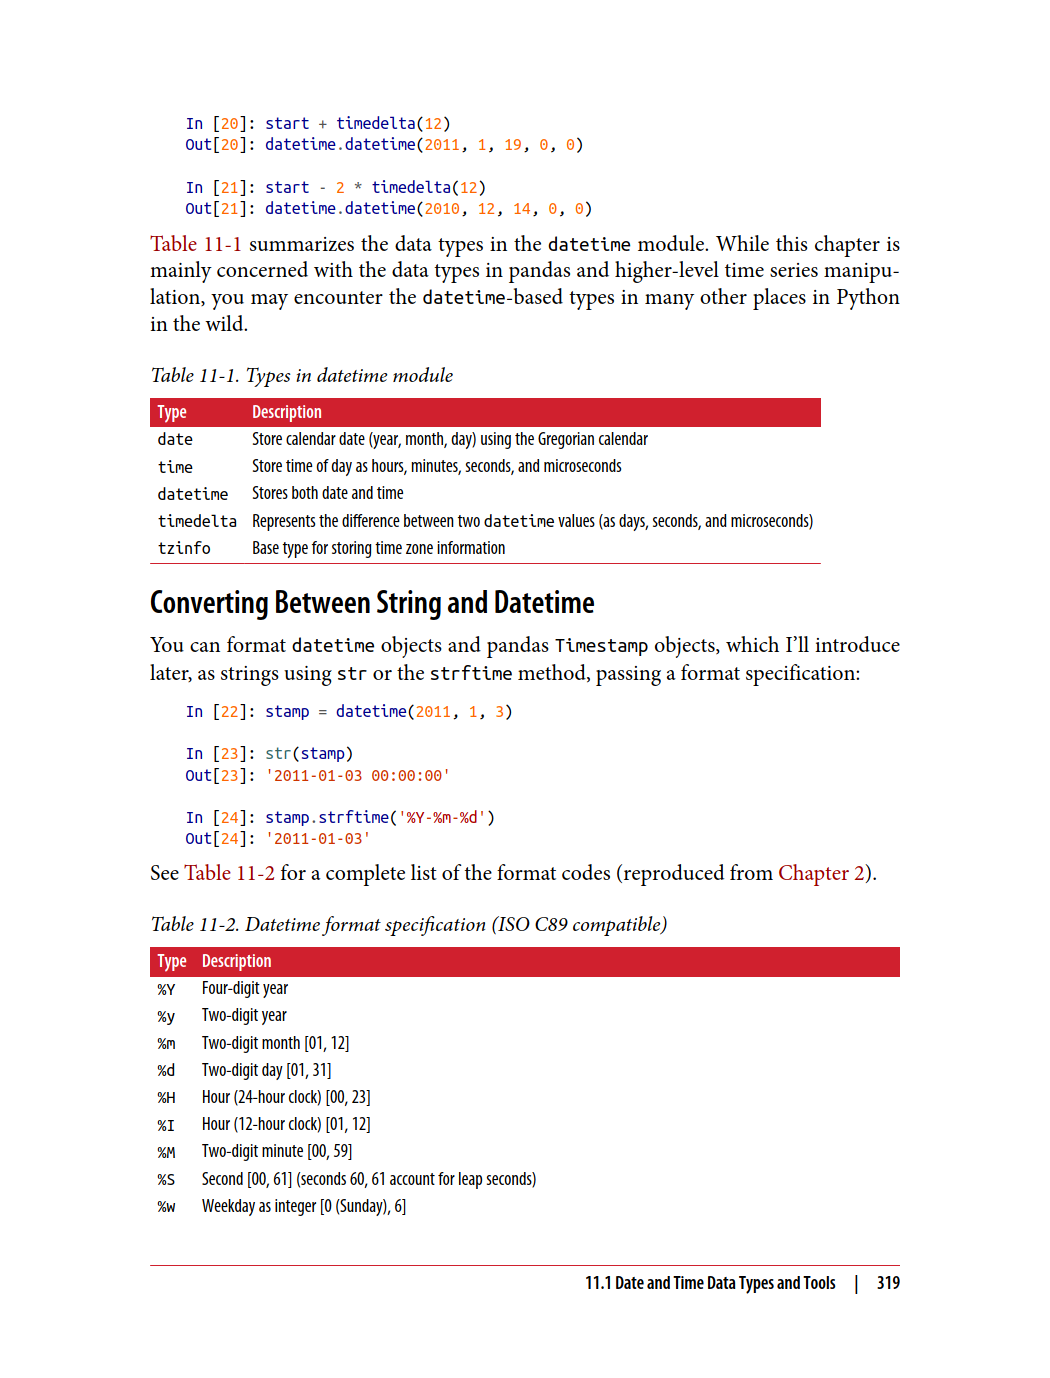 In [20]: start + timedelta(12)
Out[20]: datetime.datetime(2011, 1, 19, 0, 0)
In [21]: start - 2 * timedelta(12)
Out[21]: datetime.datetime(2010, 12, 14, 0, 0)
Table 11-1 summarizes the data types in the datetime module. While this chapter is
mainly concerned with the data types in pandas and higher-level time series manipu-
lation, you may encounter the datetime-based types in many other places in Python
in the wild.
Table 11-1. Types in datetime module
Type Description
date Store calendar date (year, month, day) using the Gregorian calendar
time Store time of day as hours, minutes, seconds, and microseconds
datetime Stores both date and time
timedelta Represents the difference between two datetime values (as days, seconds, and microseconds)
tzinfo Base type for storing time zone information
Converting Between String and Datetime
You can format datetime objects and pandas Timestamp objects, which I’ll introduce
later, as strings using str or the strftime method, passing a format specification:
In [22]: stamp = datetime(2011, 1, 3)
In [23]: str(stamp)
Out[23]: '2011-01-03 00:00:00'
In [24]: stamp.strftime('%Y-%m-%d')
Out[24]: '2011-01-03'
See Table 11-2 for a complete list of the format codes (reproduced from Chapter 2).
Table 11-2. Datetime format specification (ISO C89 compatible)
Type Description
%Y Four-digit year
%y Two-digit year
%m Two-digit month [01, 12]
%d Two-digit day [01, 31]
%H Hour (24-hour clock) [00, 23]
%I Hour (12-hour clock) [01, 12]
%M Two-digit minute [00, 59]
%S Second [00, 61] (seconds 60, 61 account for leap seconds)
%w Weekday as integer [0 (Sunday), 6]
11.1 Date and Time Data Types and Tools | 319